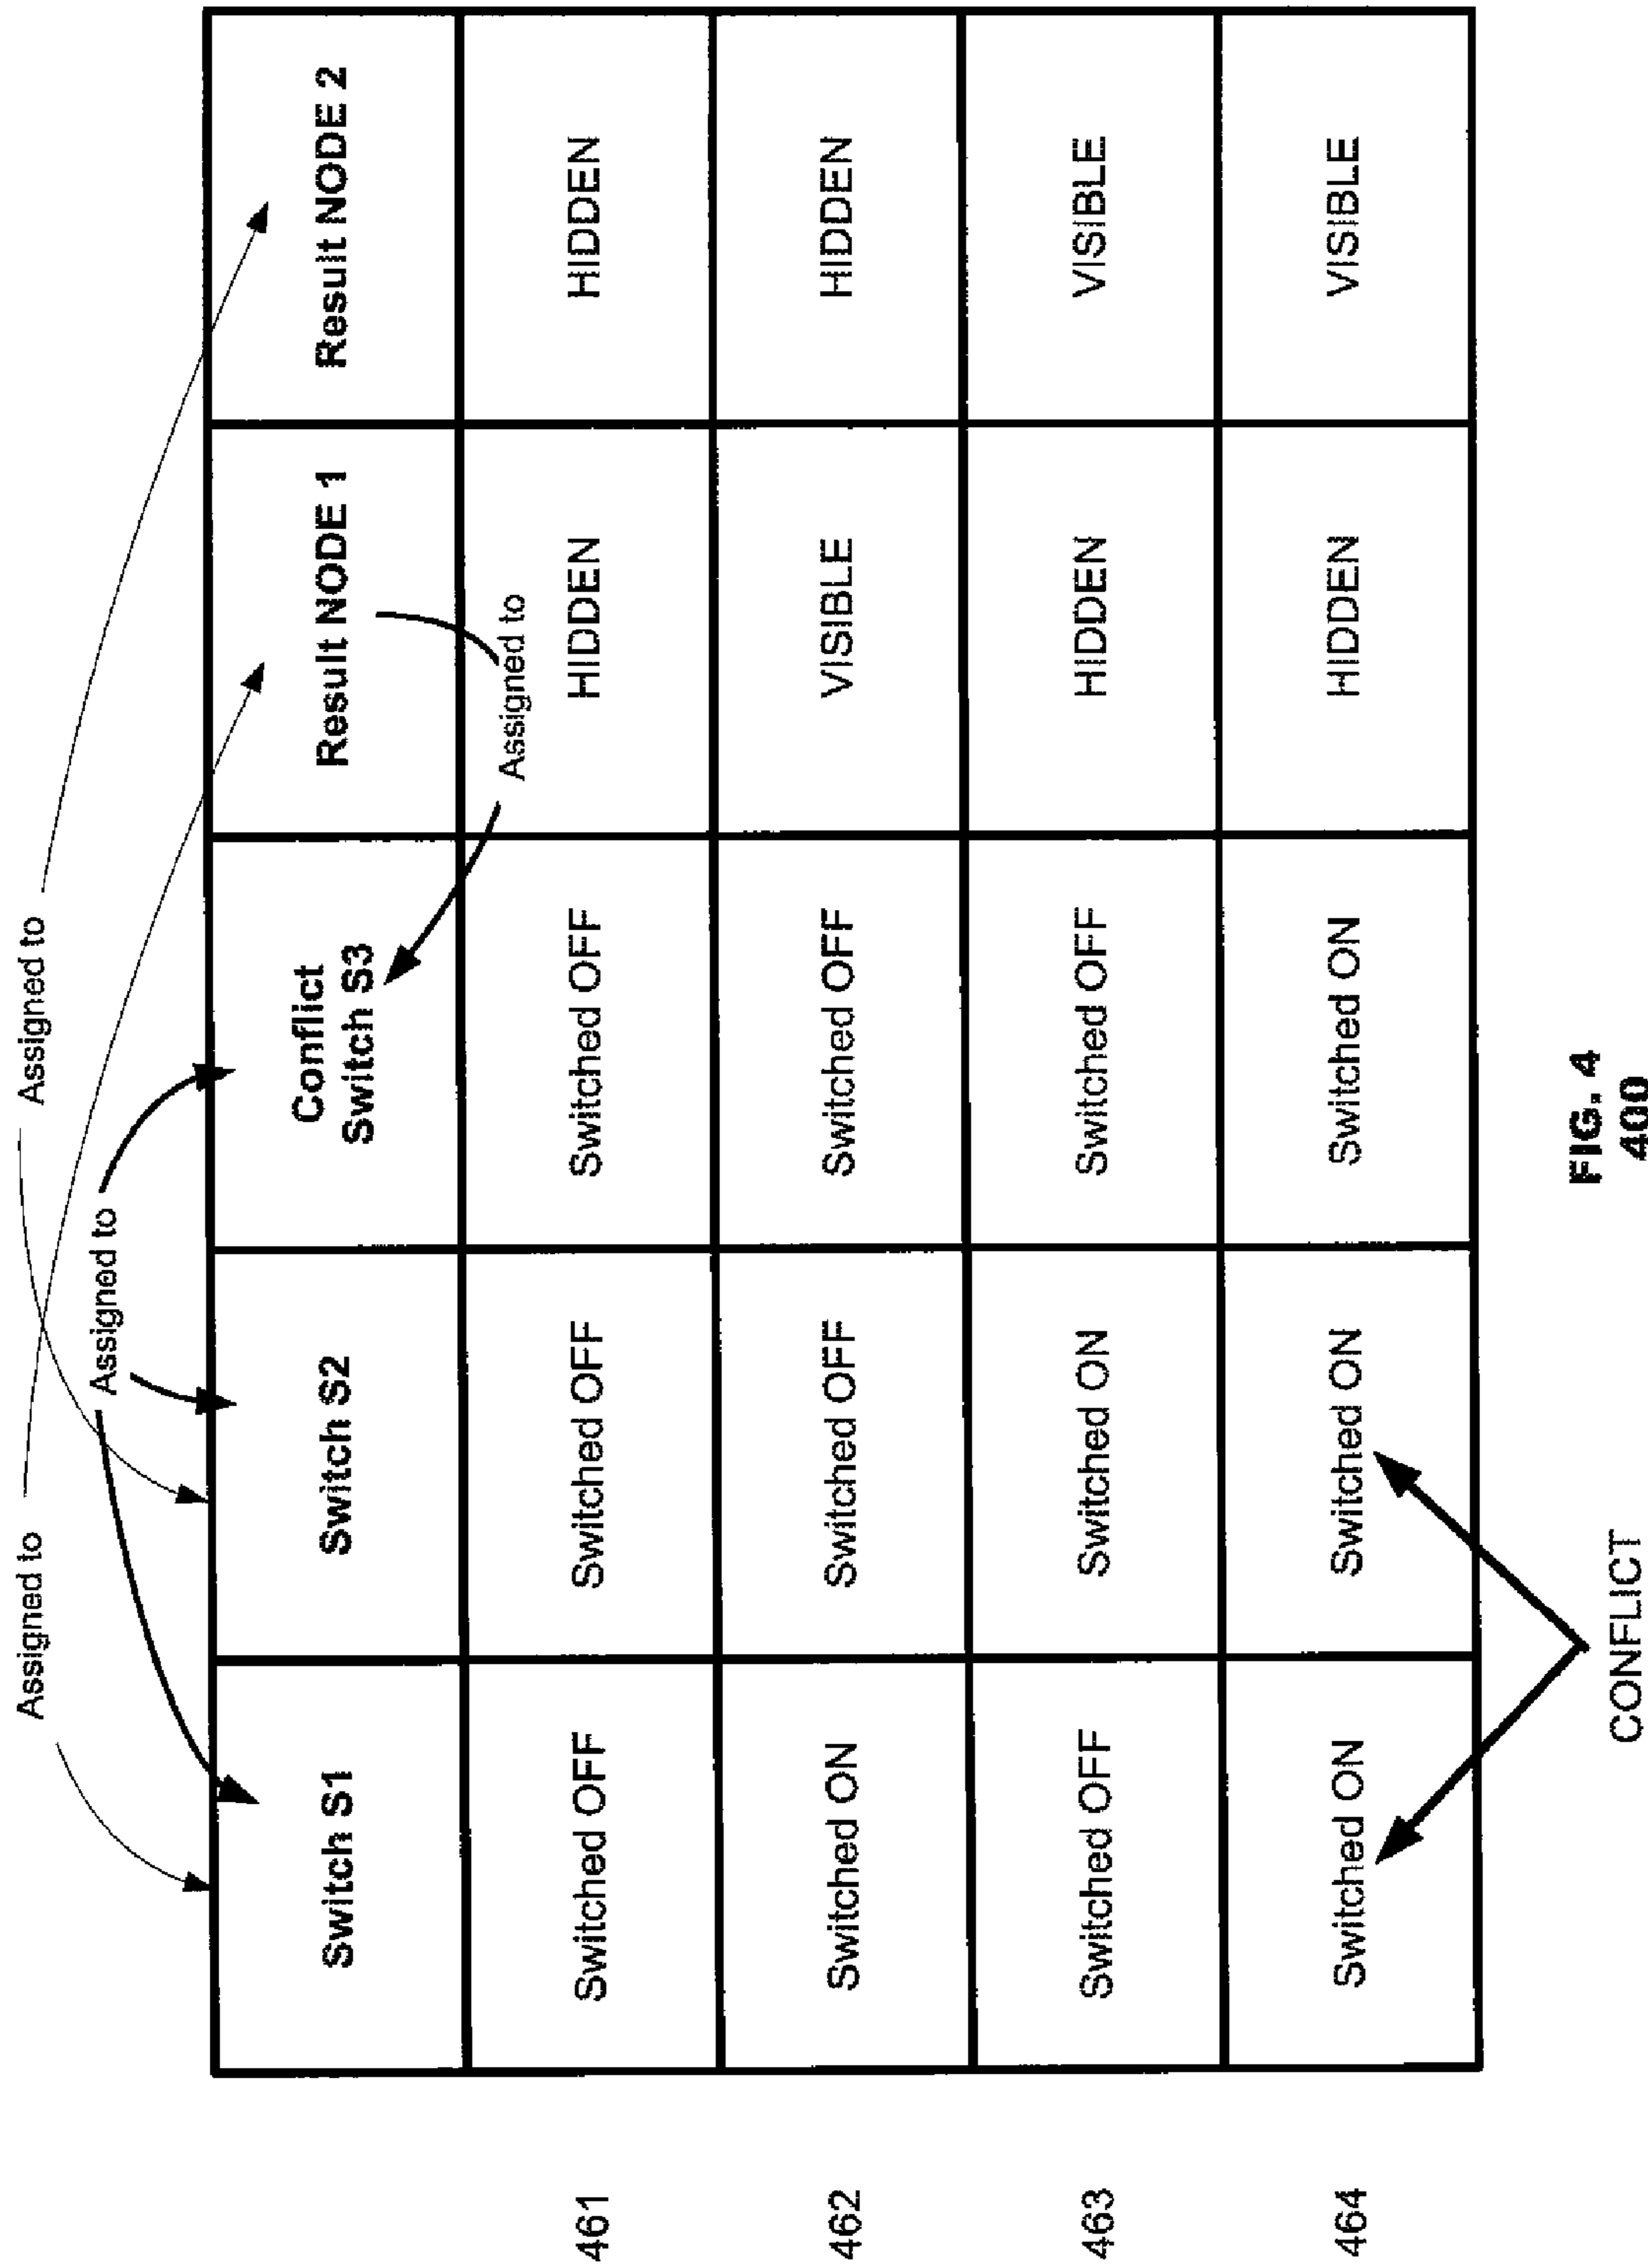 Assigned to
Assigned to
Assigned to
Switch S1
Switch S2
Conflict
Switch S3
Result NODE 1
Result NODE 2
Assigned to
461
Switched OFF
Switched OFF
Switched OFF
HIDDEN
HIDDEN
462
Switched ON
Switched OFF
Switched OFF
VISIBLE
HIDDEN
463
Switched OFF
Switched ON
Switched OFF
HIDDEN
VISIBLE
464
Switched ON
Switched ON
Switched ON
HIDDEN
VISIBLE
CONFLICT
FIG. 4
400